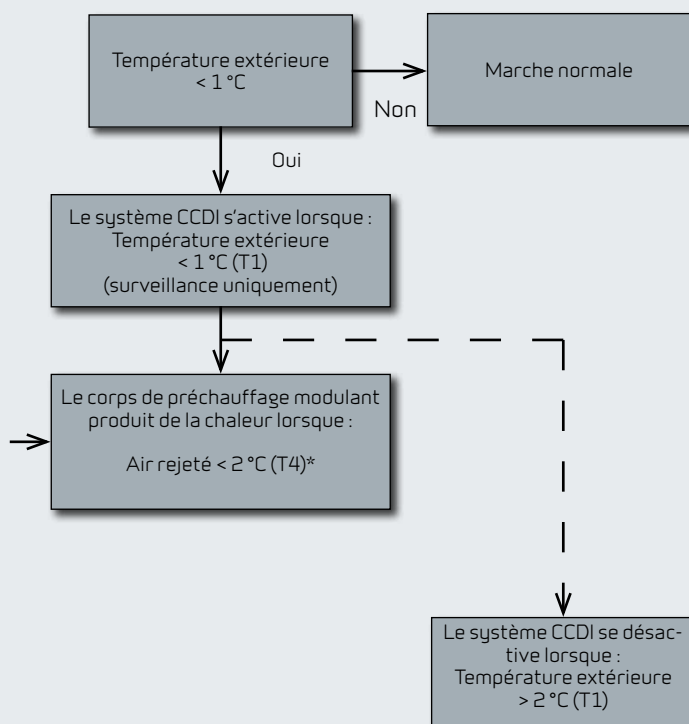 Température extérieure
< 1 °C
Marche normale
Non
Oui
Le système CCDI s'active lorsque :
Température extérieure
< 1 °C (T1)
(surveillance uniquement)
Le corps de préchauffage modulant
produit de la chaleur lorsque :
Air rejeté < 2 °C (T4)*
Le système CCDI se désac-
tive lorsque :
Température extérieure
> 2 °C (T1)